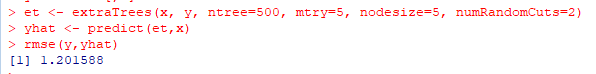 > et <- extraTrees(x, y, ntree=500, mtry=5, nodesize=5, numRandomCuts=2)
> yhat <- predict(et,x)
> rmse(y,yhat)
[1] 1.201588